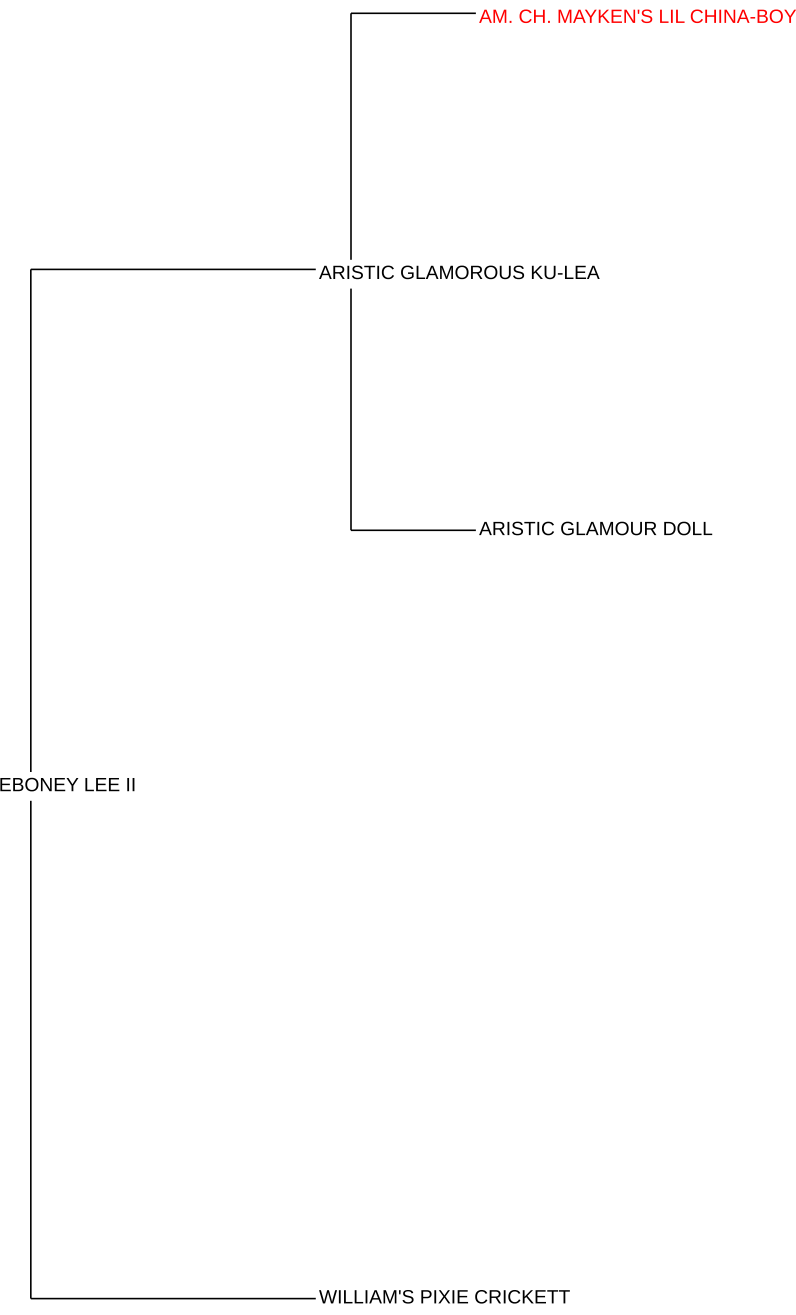 AM. CH. MAYKEN'S LIL CHINA-BOY
ARISTIC GLAMOROUS KU-LEA
ARISTIC GLAMOUR DOLL
EBONEY LEE II
WILLIAM'S PIXIE CRICKETT